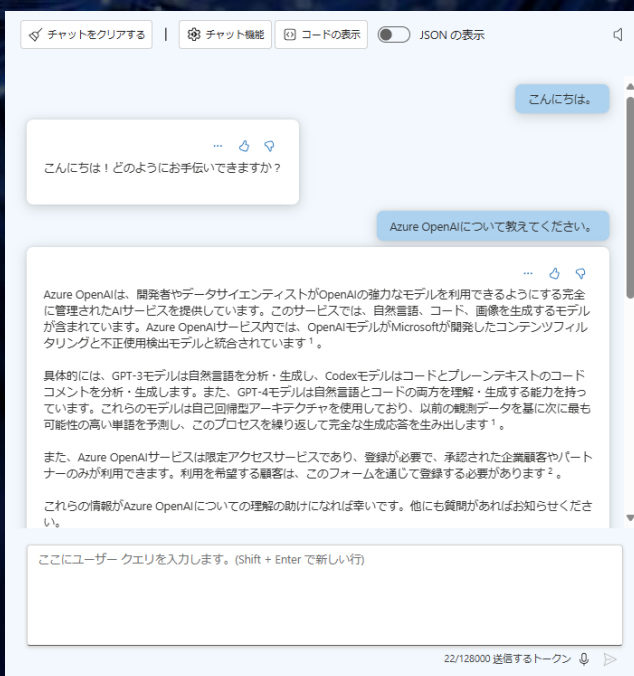 チャットをクリアする | チャット機能 コードの表示 JSON の表示
こんにちは。
こんにちは！どのようにお手伝いできますか？
Azure OpenAIについて教えてください。
Azure OpenAIは、開発者やデータサイエンティストがOpenAIの強力なモデルを利用できるようにする完全
に管理されたAIサービスを提供しています。このサービスでは、自然言語、コード、画像を生成するモデル
が含まれています。Azure OpenAIサービス内では、OpenAIモデルがMicrosoftが開発したコンテンツフィル
タリングと不正使用検出モデルと統合されています¹。
具体的には、GPT-3モデルは自然言語を分析・生成し、Codexモデルはコードとプレーンテキストのコード
コメントを分析・生成します。また、GPT-4モデルは自然言語とコードの両方を理解・生成する能力を持っ
ています。これらのモデルは自己回帰型アーキテクチャを使用しており、以前の観測データを基に次に最も
可能性の高い単語を予測し、このプロセスを繰り返して完全な生成応答を生み出します¹。
また、Azure OpenAIサービスは限定アクセスサービスであり、登録が必要で、承認された企業顧客やパート
ナーのみが利用できます。利用を希望する顧客は、このフォームを通じて登録する必要があります²。
これらの情報がAzure OpenAIについての理解の助けになれば幸いです。他にも質問があればお知らせくださ
い。
ここにユーザー クエリを入力します。(Shift + Enter で新しい行)
22/128000 送信するトークン